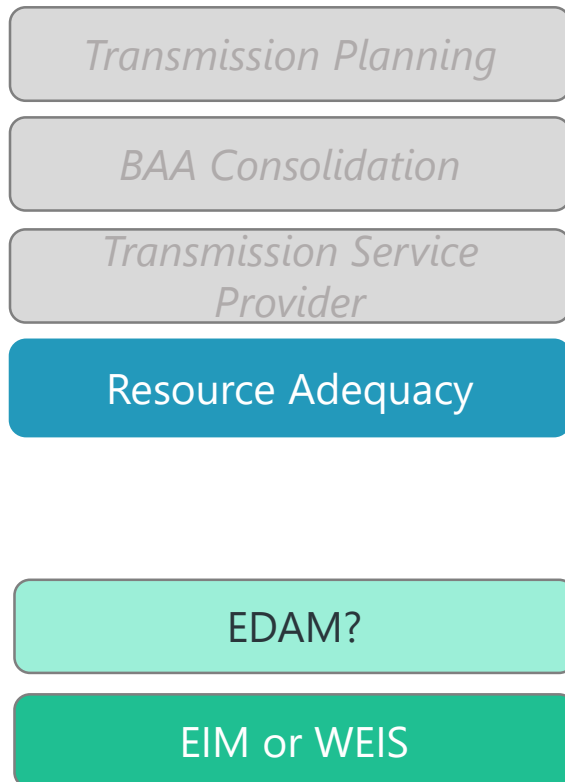 Transmission Planning
BAA Consolidation
Transmission Service
Provider
Resource Adequacy
EDAM?
EIM or WEIS